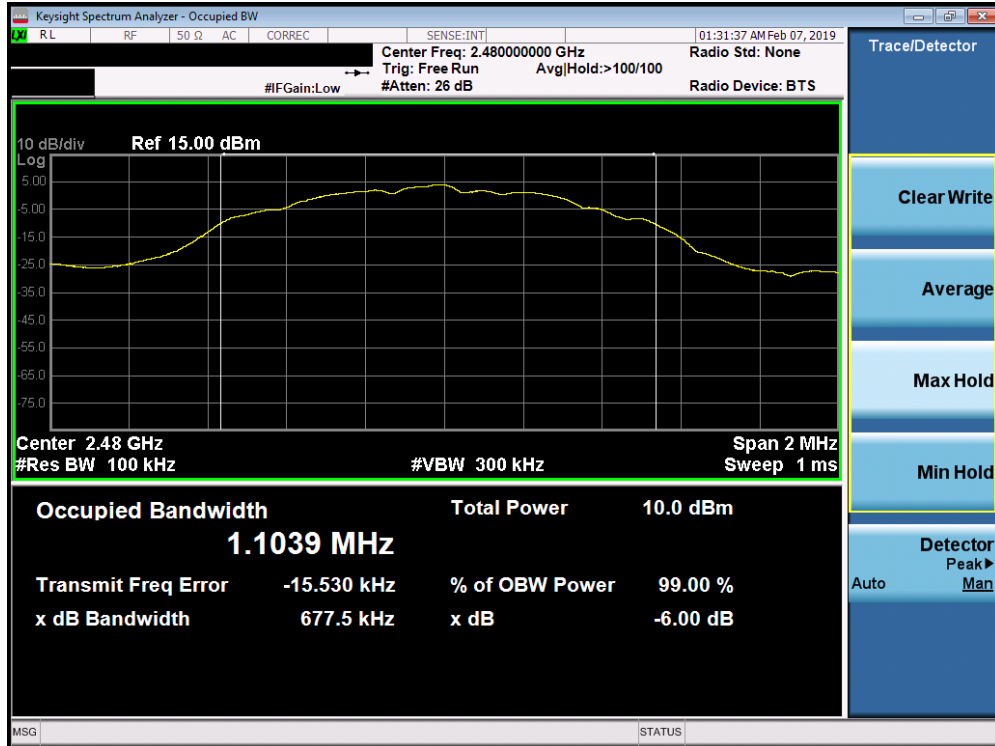 Keysight Spectrum Analyzer - Occupied BW
LXI RL RF 50 Ω AC CORREC SENSE:INT 01:31:37 AM Feb 07, 2019
Center Freq: 2.480000000 GHz Radio Std: None
Trig: Free Run Avg|Hold:>100/100
#IFGain:Low #Atten: 26 dB Radio Device: BTS
Trace/Detector
10 dB/div Ref 15.00 dBm
Log
5.00
-5.00
-15.0
-25.0
-35.0
-45.0
-55.0
-65.0
-75.0
Center 2.48 GHz Span 2 MHz
#Res BW 100 kHz #VBW 300 kHz Sweep 1 ms
Occupied Bandwidth Total Power 10.0 dBm
1.1039 MHz
Transmit Freq Error -15.530 kHz % of OBW Power 99.00 %
x dB Bandwidth 677.5 kHz x dB -6.00 dB
Clear Write
Average
Max Hold
Min Hold
Detector
Peak▶
Auto Man
MSG STATUS